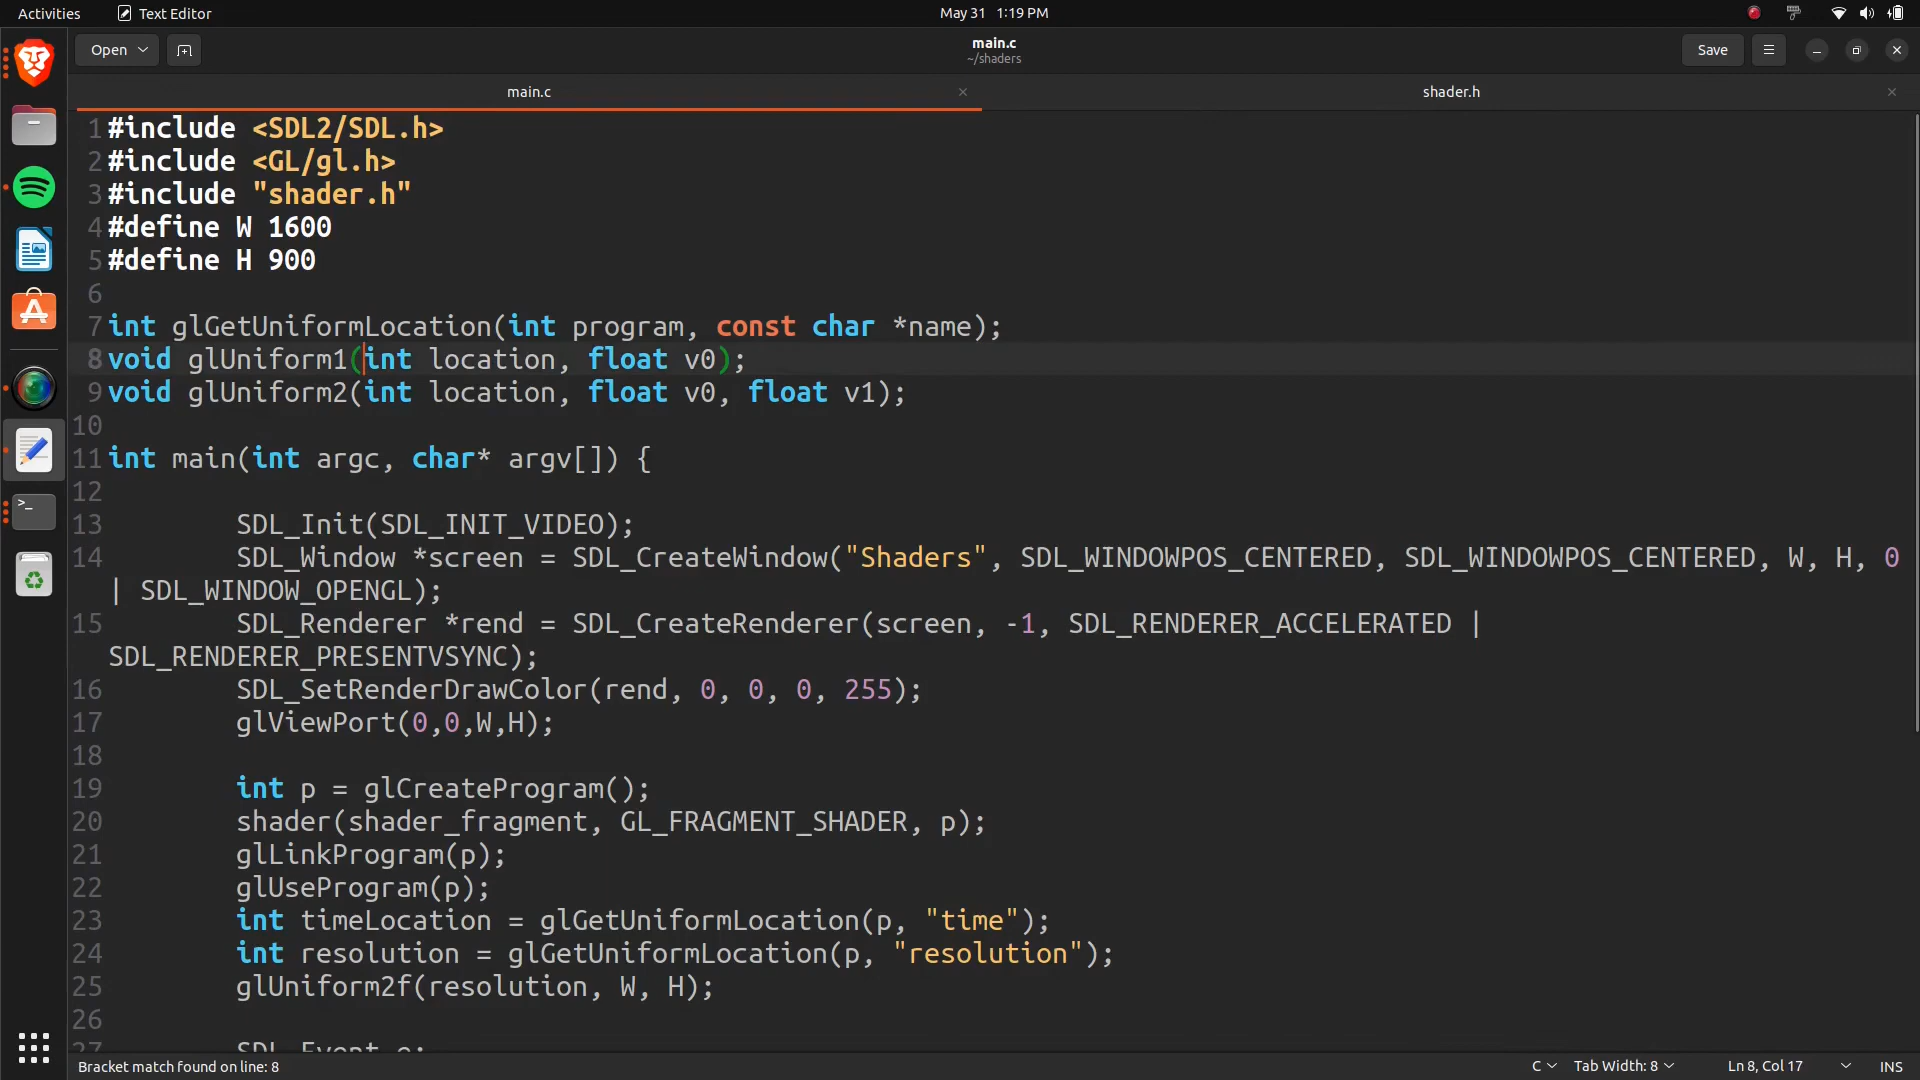 Activities Text Editor May 31 1:19 PM
Open main.c Save
~/shaders
main.c shader.h
1 #include <SDL2/SDL.h>
2 #include <GL/gl.h>
3 #include "shader.h"
4 #define W 1600
5 #define H 900
6
7 int glGetUniformLocation(int program, const char *name);
8 void glUniform1(int location, float v0);
9 void glUniform2(int location, float v0, float v1);
10
11 int main(int argc, char* argv[]) {
12
13 SDL_Init(SDL_INIT_VIDEO);
14 SDL_Window *screen = SDL_CreateWindow("Shaders", SDL_WINDOWPOS_CENTERED, SDL_WINDOWPOS_CENTERED, W, H, 0
| SDL_WINDOW_OPENGL);
15 SDL_Renderer *rend = SDL_CreateRenderer(screen, -1, SDL_RENDERER_ACCELERATED |
SDL_RENDERER_PRESENTVSYNC);
16 SDL_SetRenderDrawColor(rend, 0, 0, 0, 255);
17 glViewPort(0,0,W,H);
18
19 int p = glCreateProgram();
20 shader(shader_fragment, GL_FRAGMENT_SHADER, p);
21 glLinkProgram(p);
22 glUseProgram(p);
23 int timeLocation = glGetUniformLocation(p, "time");
24 int resolution = glGetUniformLocation(p, "resolution");
25 glUniform2f(resolution, W, H);
26
27 SDL_Event e;
Bracket match found on line: 8 C Tab Width: 8 Ln 8, Col 17 INS